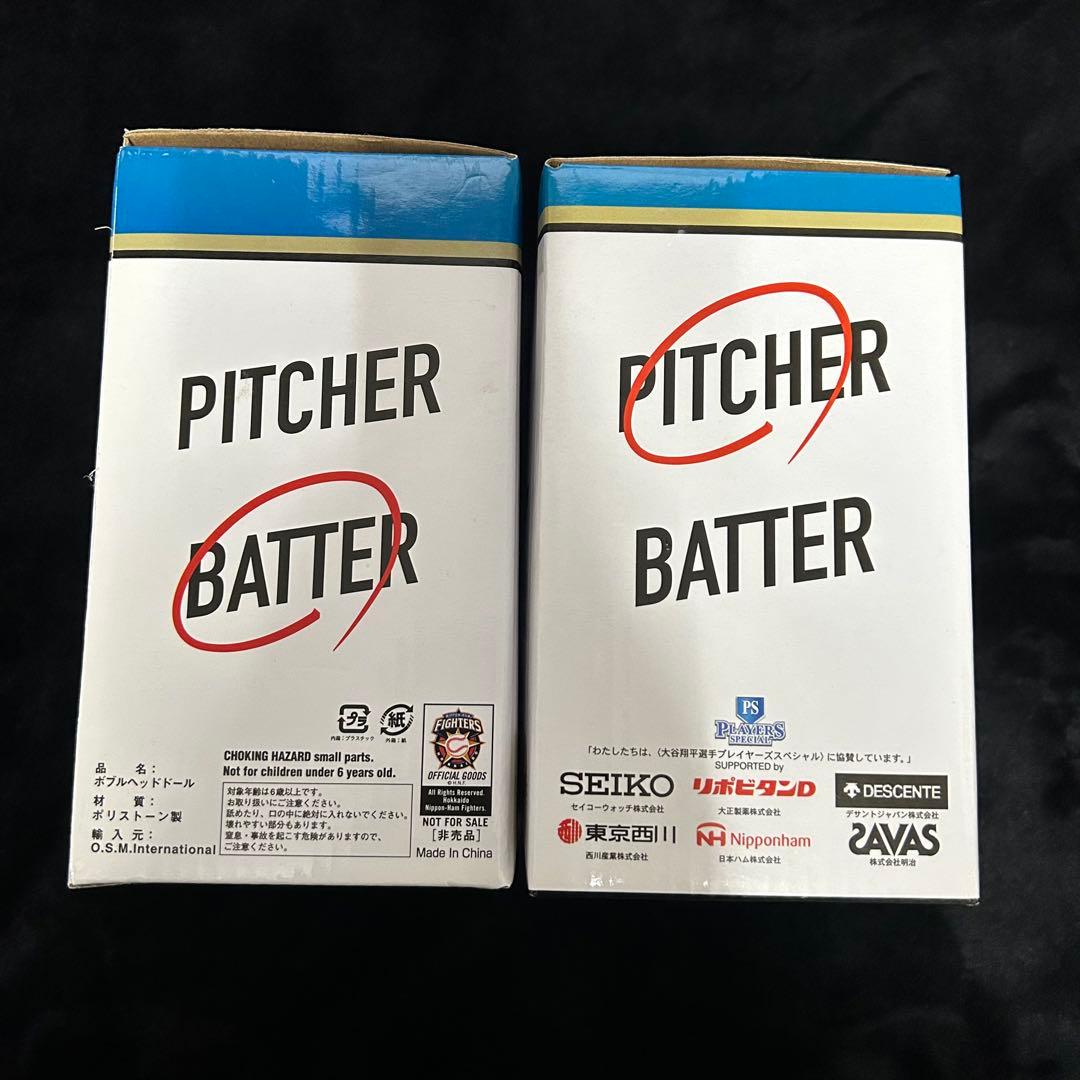 PITCHER
BATTER
プラ
内箱:プラスチック
紙
外箱:紙
CHOKING HAZARD small parts.
Not for children under 6 years old.
品　名:
ボブルヘッドドール
材　質:
ポリストーン製
輸 入 元:
O.S.M.International
対象年齢は6歳以上です。
お取り扱いにご注意ください。
舐めたり、口の中に絶対に入れないでください。
壊れやすい部分もあります。
窒息・事故を起こす危険がありますので、
ご注意ください。
FIGHTERS
OFFICIAL GOODS
© H.N.F.
All Rights Reserved.
Hokkaido
Nippon-Ham Fighters.
NOT FOR SALE
[非売品]
Made In China
PITCHER
BATTER
PS
PLAYERS
SPECIAL
「わたしたちは、〈大谷翔平選手プレイヤーズスペシャル〉に協賛しています。」
SUPPORTED by
SEIKO
セイコーウオッチ株式会社
リポビタンD
大正製薬株式会社
DESCENTE
デサントジャパン株式会社
東京西川
西川産業株式会社
NH Nipponham
日本ハム株式会社
SAVAS
株式会社明治